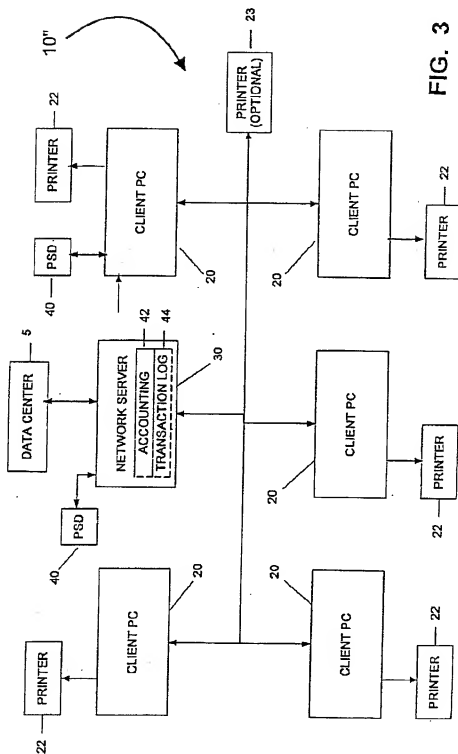 10"
22
PRINTER
PRINTER
22
40
PSD
5
DATA CENTER
PSD
40
CLIENT PC
20
NETWORK SERVER
ACCOUNTING
42
TRANSACTION LOG
44
30
CLIENT PC
20
PRINTER
(OPTIONAL)
23
20
CLIENT PC
20
CLIENT PC
20
CLIENT PC
PRINTER
22
22
PRINTER
PRINTER
22
FIG. 3